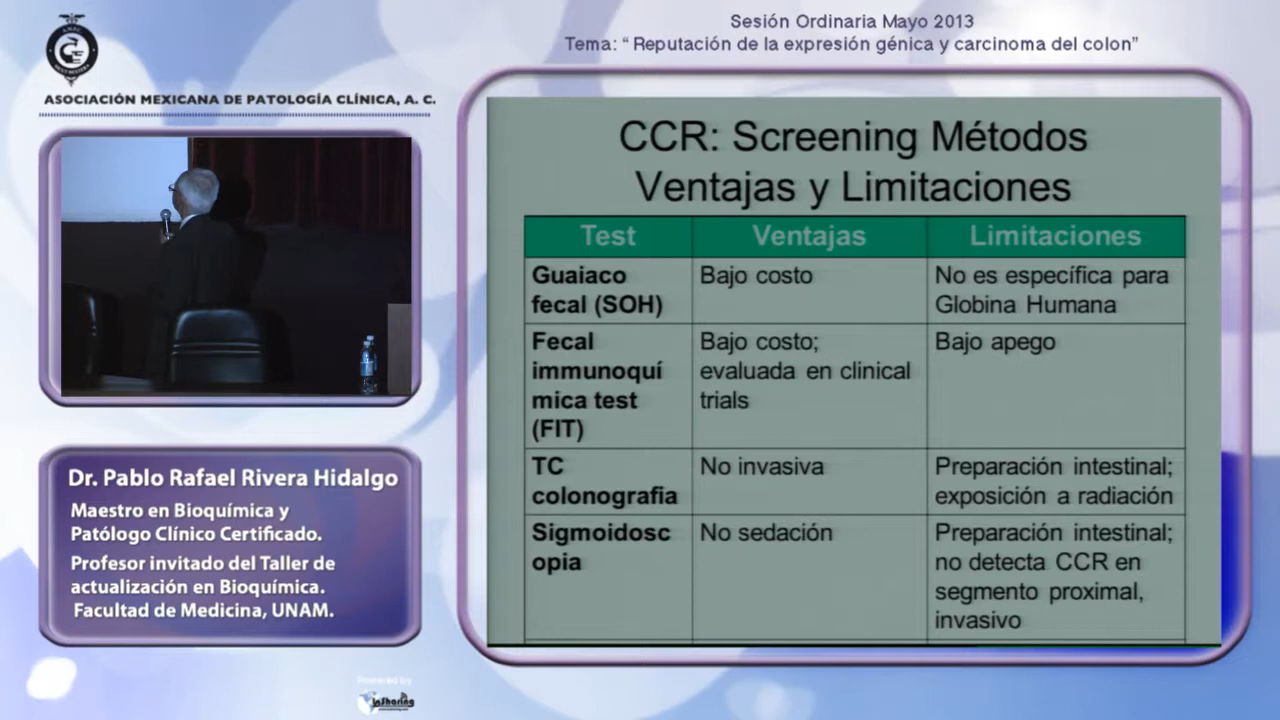 Sesión Ordinaria Mayo 2013
Tema: “ Reputación de la expresión génica y carcinoma del colon”
ASOCIACIÓN MEXICANA DE PATOLOGÍA CLÍNICA, A. C.
CCR: Screening Métodos
Ventajas y Limitaciones
Test Ventajas Limitaciones
Guaiaco
fecal (SOH)
Bajo costo
No es específica para
Globina Humana
Fecal
immunoquí
mica test
(FIT)
Bajo costo;
evaluada en clinical
trials
Bajo apego
TC
colonografia
No invasiva
Preparación intestinal;
exposición a radiación
Sigmoidosc
opia
No sedación
Preparación intestinal;
no detecta CCR en
segmento proximal,
invasivo
Dr. Pablo Rafael Rivera Hidalgo
Maestro en Bioquímica y
Patólogo Clínico Certificado.
Profesor invitado del Taller de
actualización en Bioquímica.
Facultad de Medicina, UNAM.
Powered by
InSharing